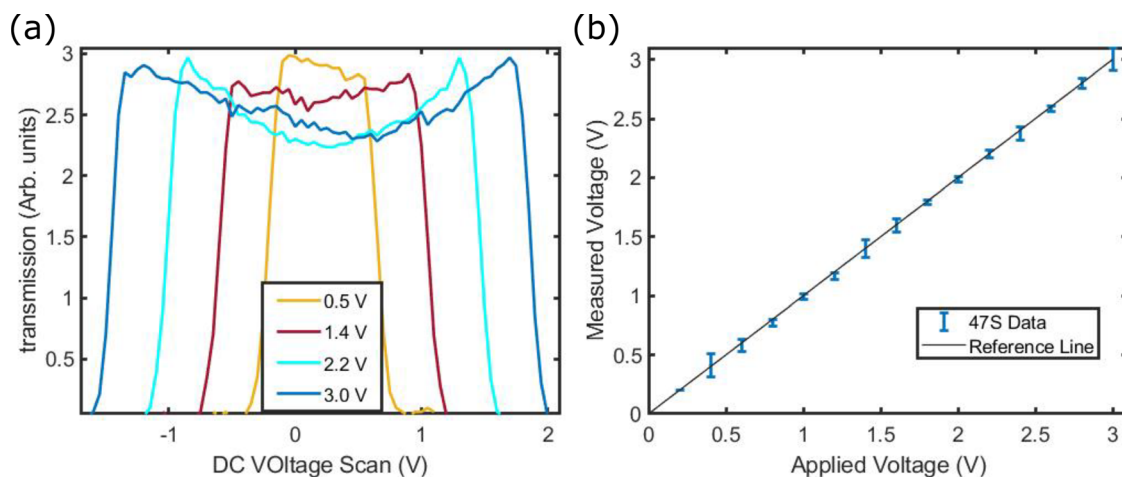 (a)
transmission (Arb. units)
3
2.5
2
1.5
1
0.5
-1
0
1
2
DC VOltage Scan (V)
0.5 V
1.4 V
2.2 V
3.0 V
(b)
Measured Voltage (V)
3
2.5
2
1.5
1
0.5
0
0
0.5
1
1.5
2
2.5
3
Applied Voltage (V)
47S Data
Reference Line